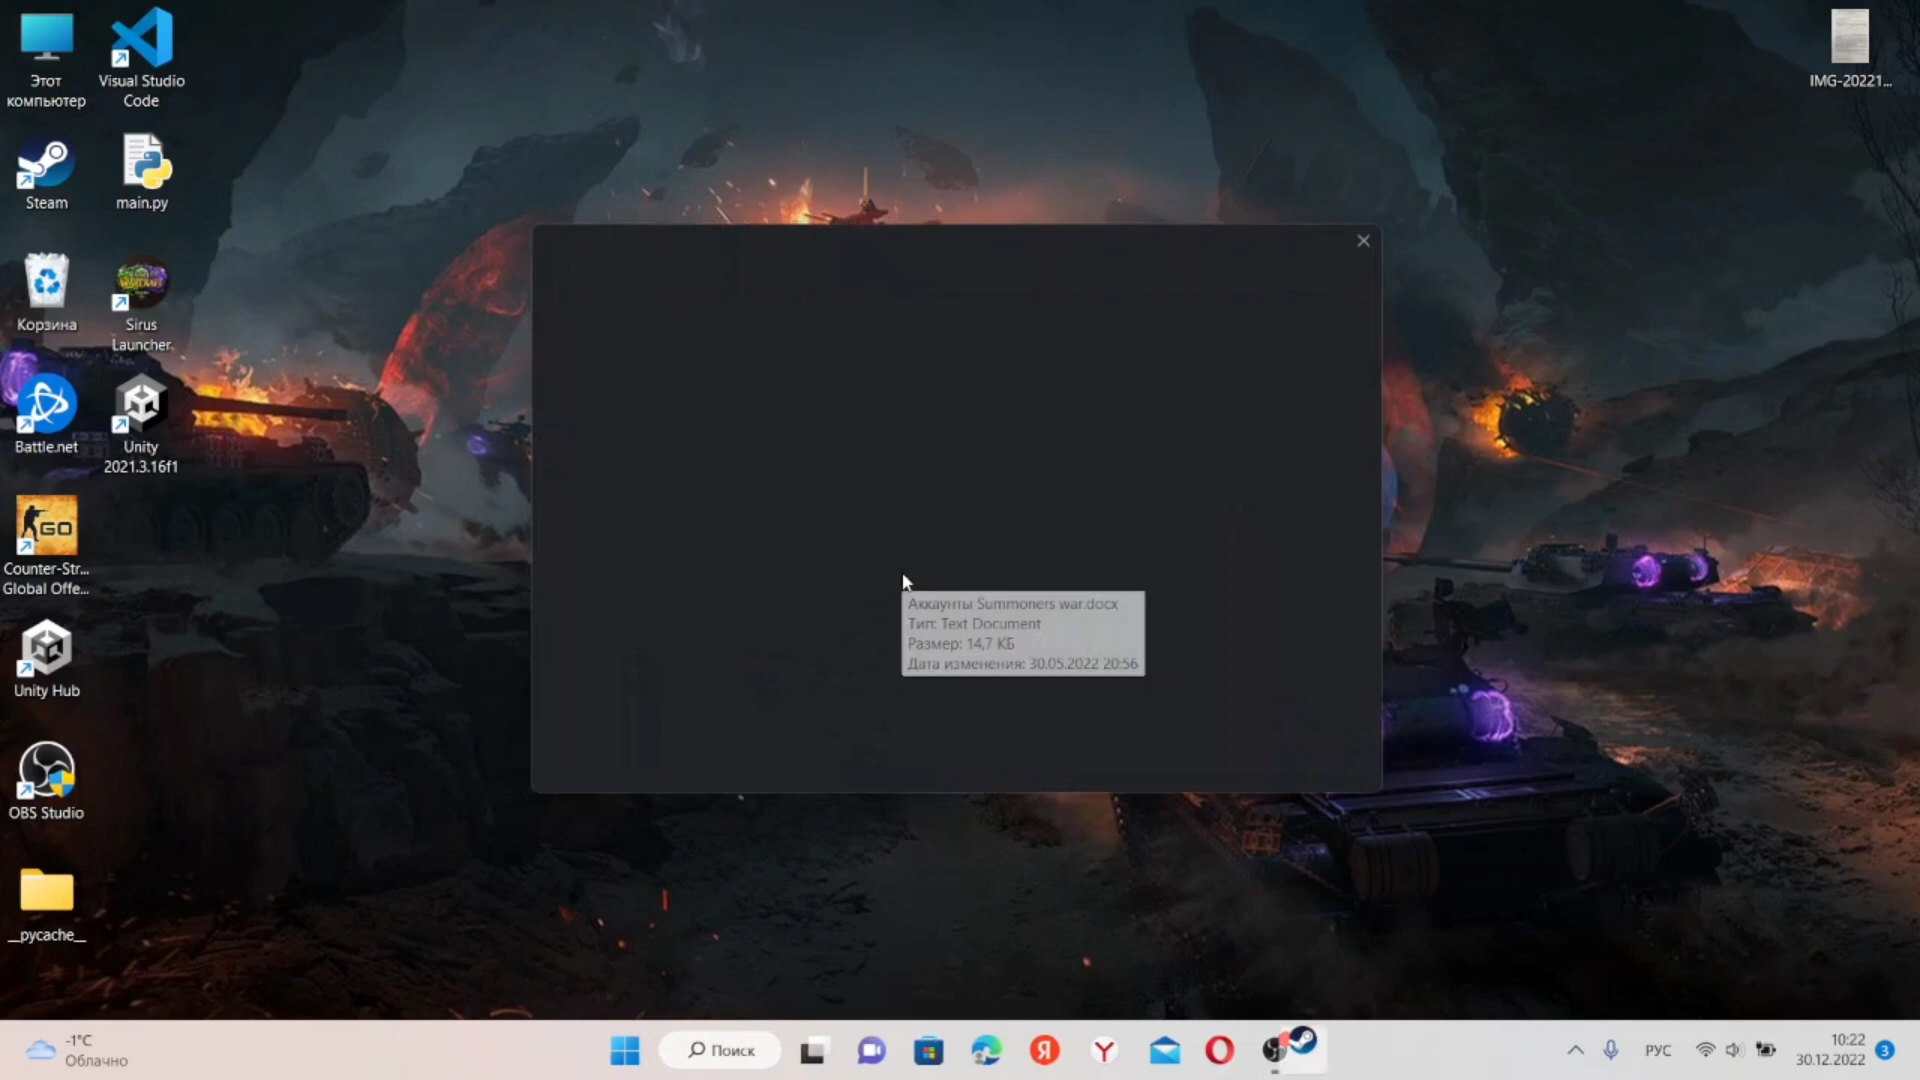 Этот
компьютер
Visual Studio
Code
IMG-20221...
Steam
main.py
Корзина
Sirus
Launcher
Battle.net
Unity
2021.3.16f1
GO
Counter-Str...
Global Offe...
Unity Hub
Аккаунты Summoners war.docx
Тип: Text Document
Размер: 14,7 КБ
Дата изменения: 30.05.2022 20:56
OBS Studio
__pycache__
-1°C
Облачно
Поиск
Я
Y
РУС
10:22
30.12.2022
3